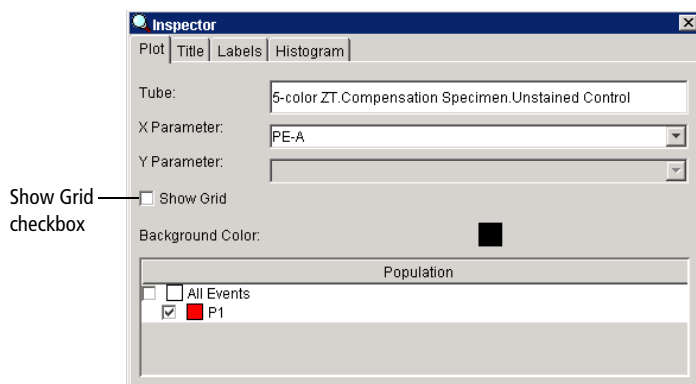 Inspector
Plot Title Labels Histogram
Tube: 5-color ZT.Compensation Specimen.Unstained Control
X Parameter: PE-A
Y Parameter:
Show Grid checkbox
Show Grid
Background Color:
Population
All Events
P1